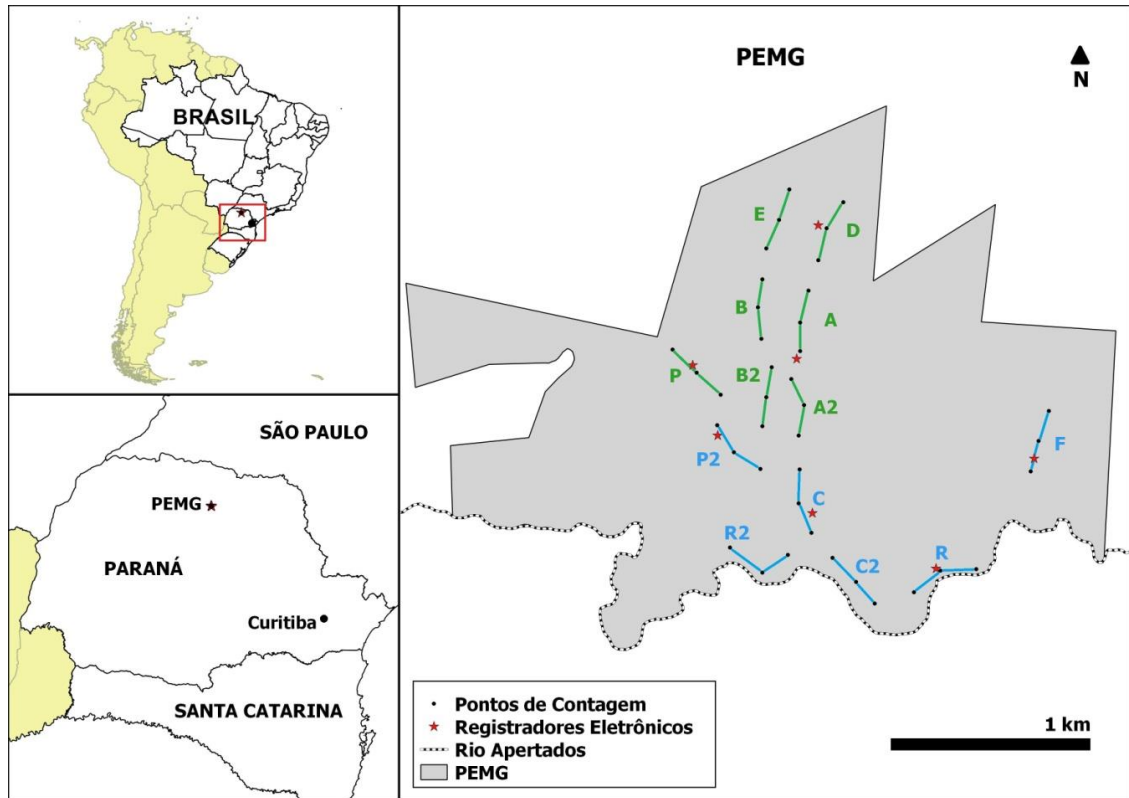 BRASIL
SÃO PAULO
PEMG
PARANÁ
Curitiba
SANTA CATARINA
PEMG
N
E
D
B
A
P
B2
A2
P2
F
C
R2
C2
R
Pontos de Contagem
Registradores Eletrônicos
Rio Apertados
PEMG
1 km